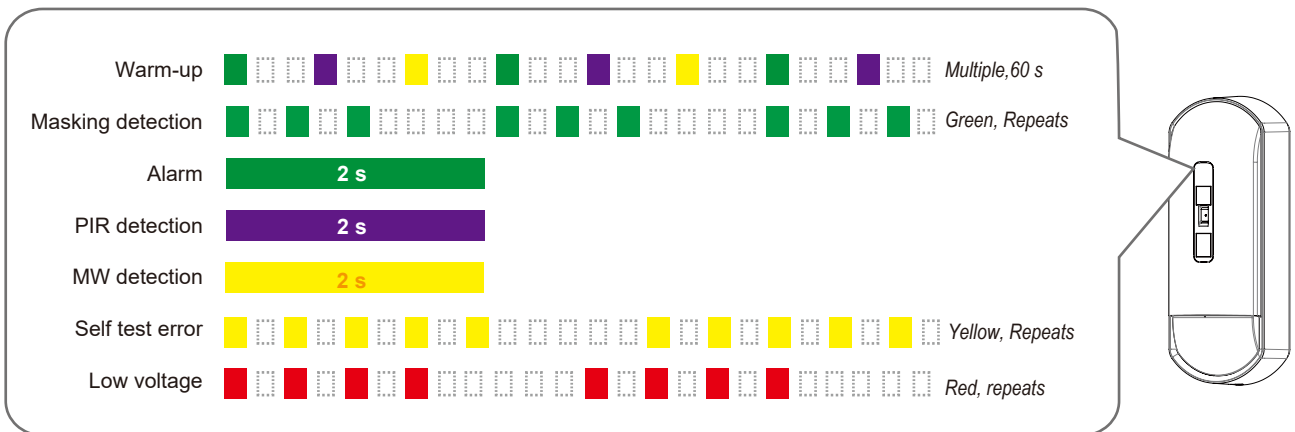 Warm-up Multiple,60 s
Masking detection Green, Repeats
Alarm 2 s
PIR detection 2 s
MW detection 2 s
Self test error Yellow, Repeats
Low voltage Red, repeats